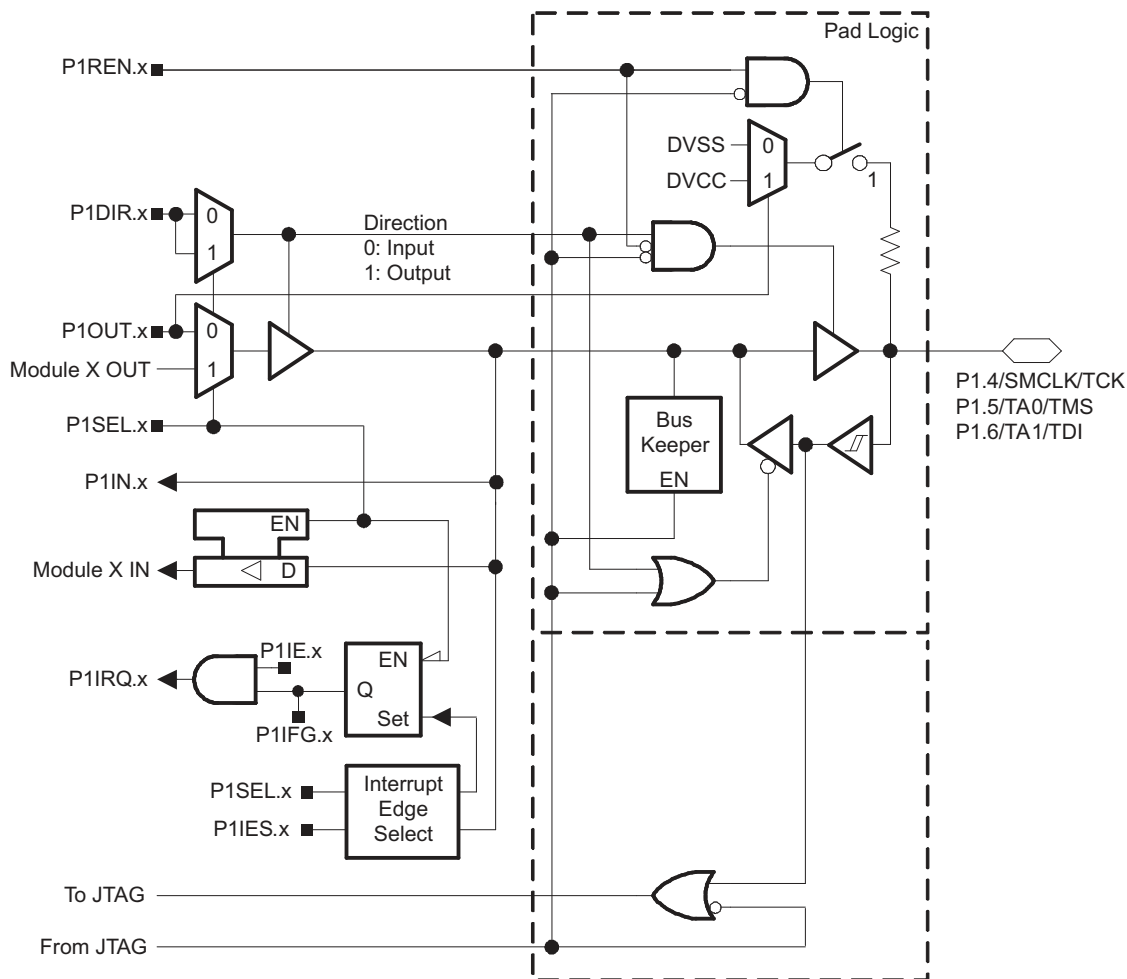 Pad Logic
P1REN.x
DVSS
0
DVCC
1
1
P1DIR.x
0
1
Direction
0: Input
1: Output
P1OUT.x
0
Module X OUT
1
P1SEL.x
P1.4/SMCLK/TCK
P1.5/TA0/TMS
P1.6/TA1/TDI
Bus
Keeper
EN
P1IN.x
EN
Module X IN
D
P1IE.x
P1IRQ.x
P1IFG.x
EN
Q
Set
P1SEL.x
P1IES.x
Interrupt
Edge
Select
To JTAG
From JTAG